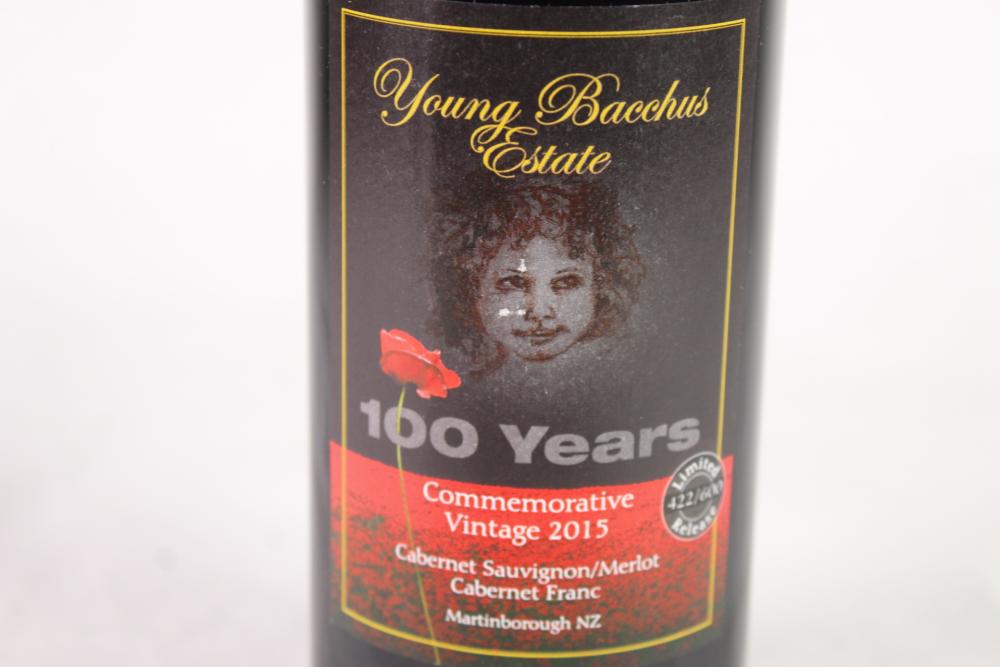 Young Bacchus
Estate
100 Years
Commemorative
Vintage 2015
Limited
422/600
Release
Cabernet Sauvignon/Merlot
Cabernet Franc
Martinborough NZ